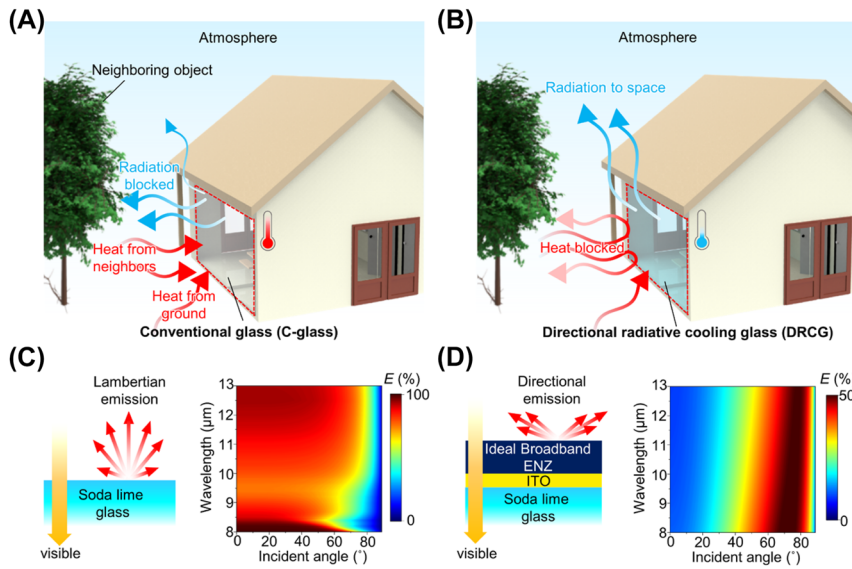 (A)
Atmosphere
Neighboring object
Radiation
blocked
Heat from
neighbors
Heat from
ground
Conventional glass (C-glass)
(B)
Atmosphere
Radiation to space
Heat blocked
Directional radiative cooling glass (DRCG)
(C)
Lambertian
emission
Soda lime
glass
visible
E (%)
100
0
Wavelength (μm)
13
12
11
10
9
8
0 20 40 60 80
Incident angle (°)
(D)
Directional
emission
Ideal Broadband
ENZ
ITO
Soda lime
glass
visible
E (%)
50
0
Wavelength (μm)
13
12
11
10
9
8
0 20 40 60 80
Incident angle (°)